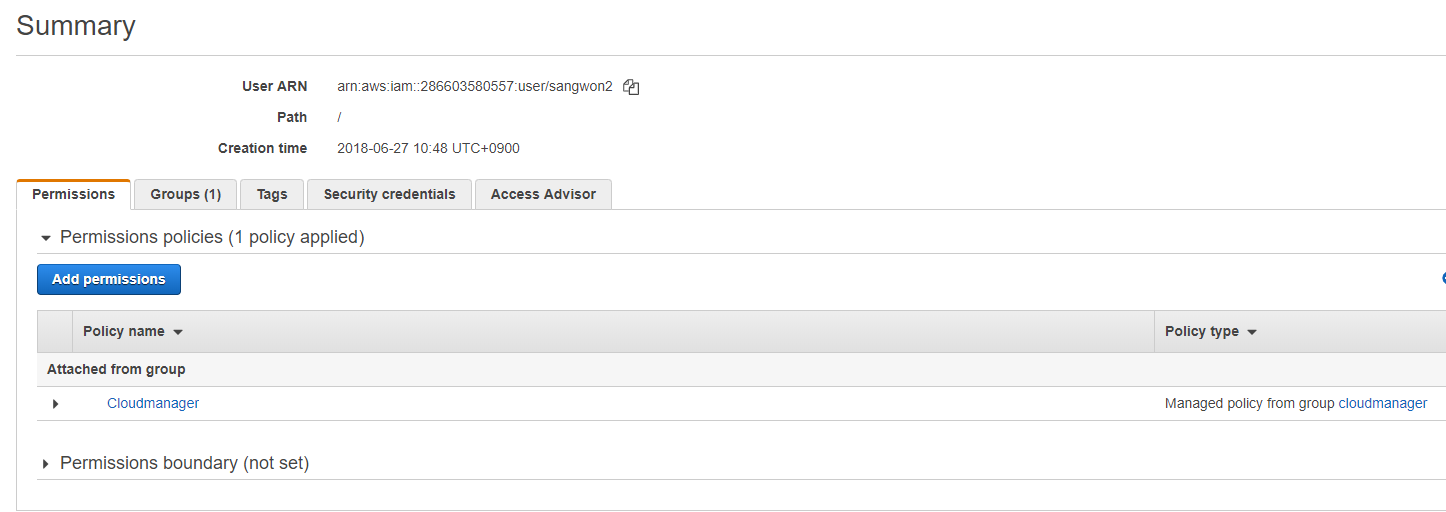 Summary
User ARN arn:aws:iam::286603580557:user/sangwon2
Path /
Creation time 2018-06-27 10:48 UTC+0900
Permissions Groups (1) Tags Security credentials Access Advisor
Permissions policies (1 policy applied)
Add permissions
Policy name Policy type
Attached from group
Cloudmanager Managed policy from group cloudmanager
Permissions boundary (not set)